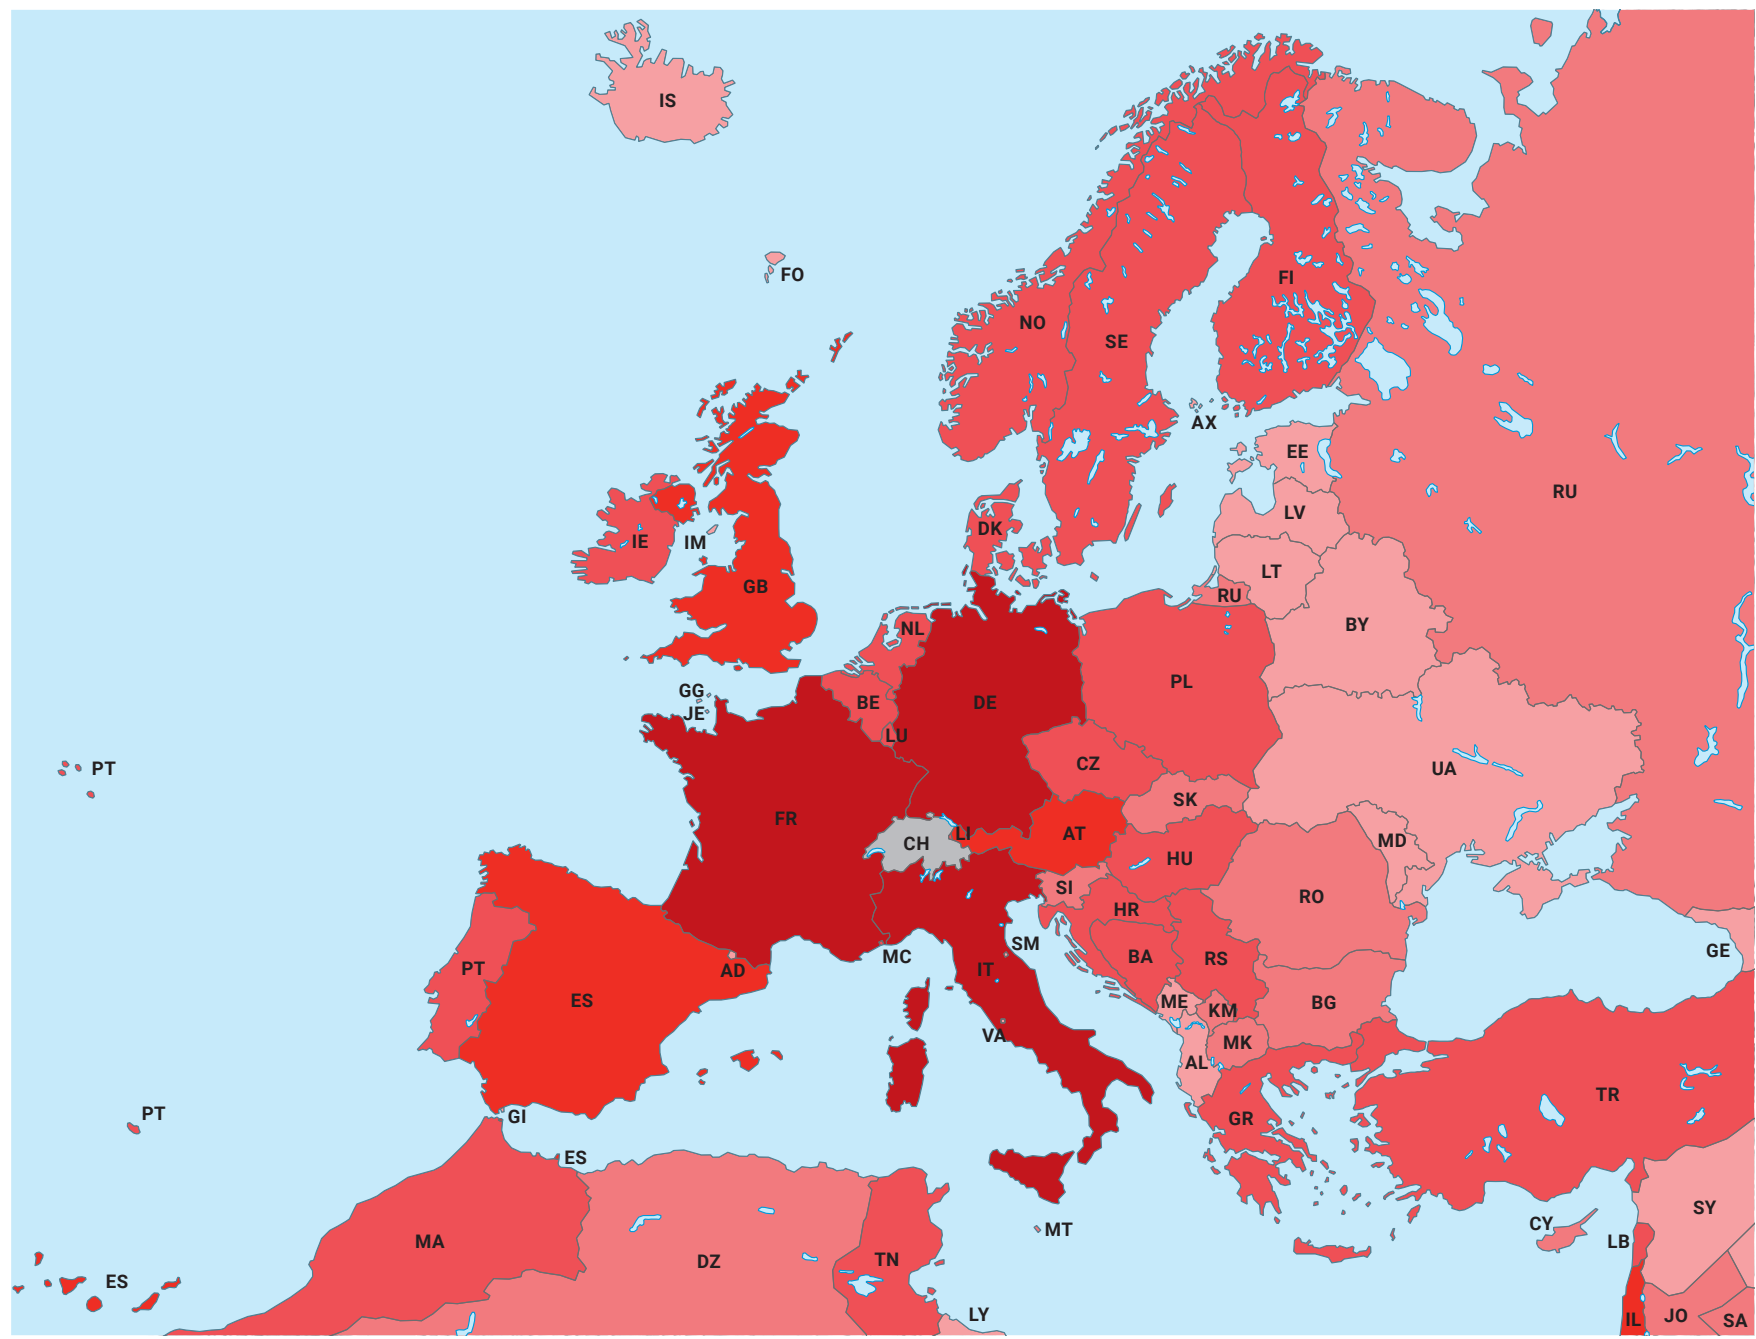 IS
FO
FI
NO
SE
AX
EE
RU
LV
DK
IE
IM
LT
GB
RU
BY
NL
PL
GG
BE
DE
JE
LU
CZ
PT
UA
SK
FR
LI
AT
CH
MD
HU
SI
RO
HR
SM
GE
MC
BA
RS
PT
IT
AD
ES
ME
BG
KM
VA
MK
AL
TR
PT
GI
GR
ES
SY
CY
MT
LB
MA
TN
DZ
ES
LY
JO
IL
SA